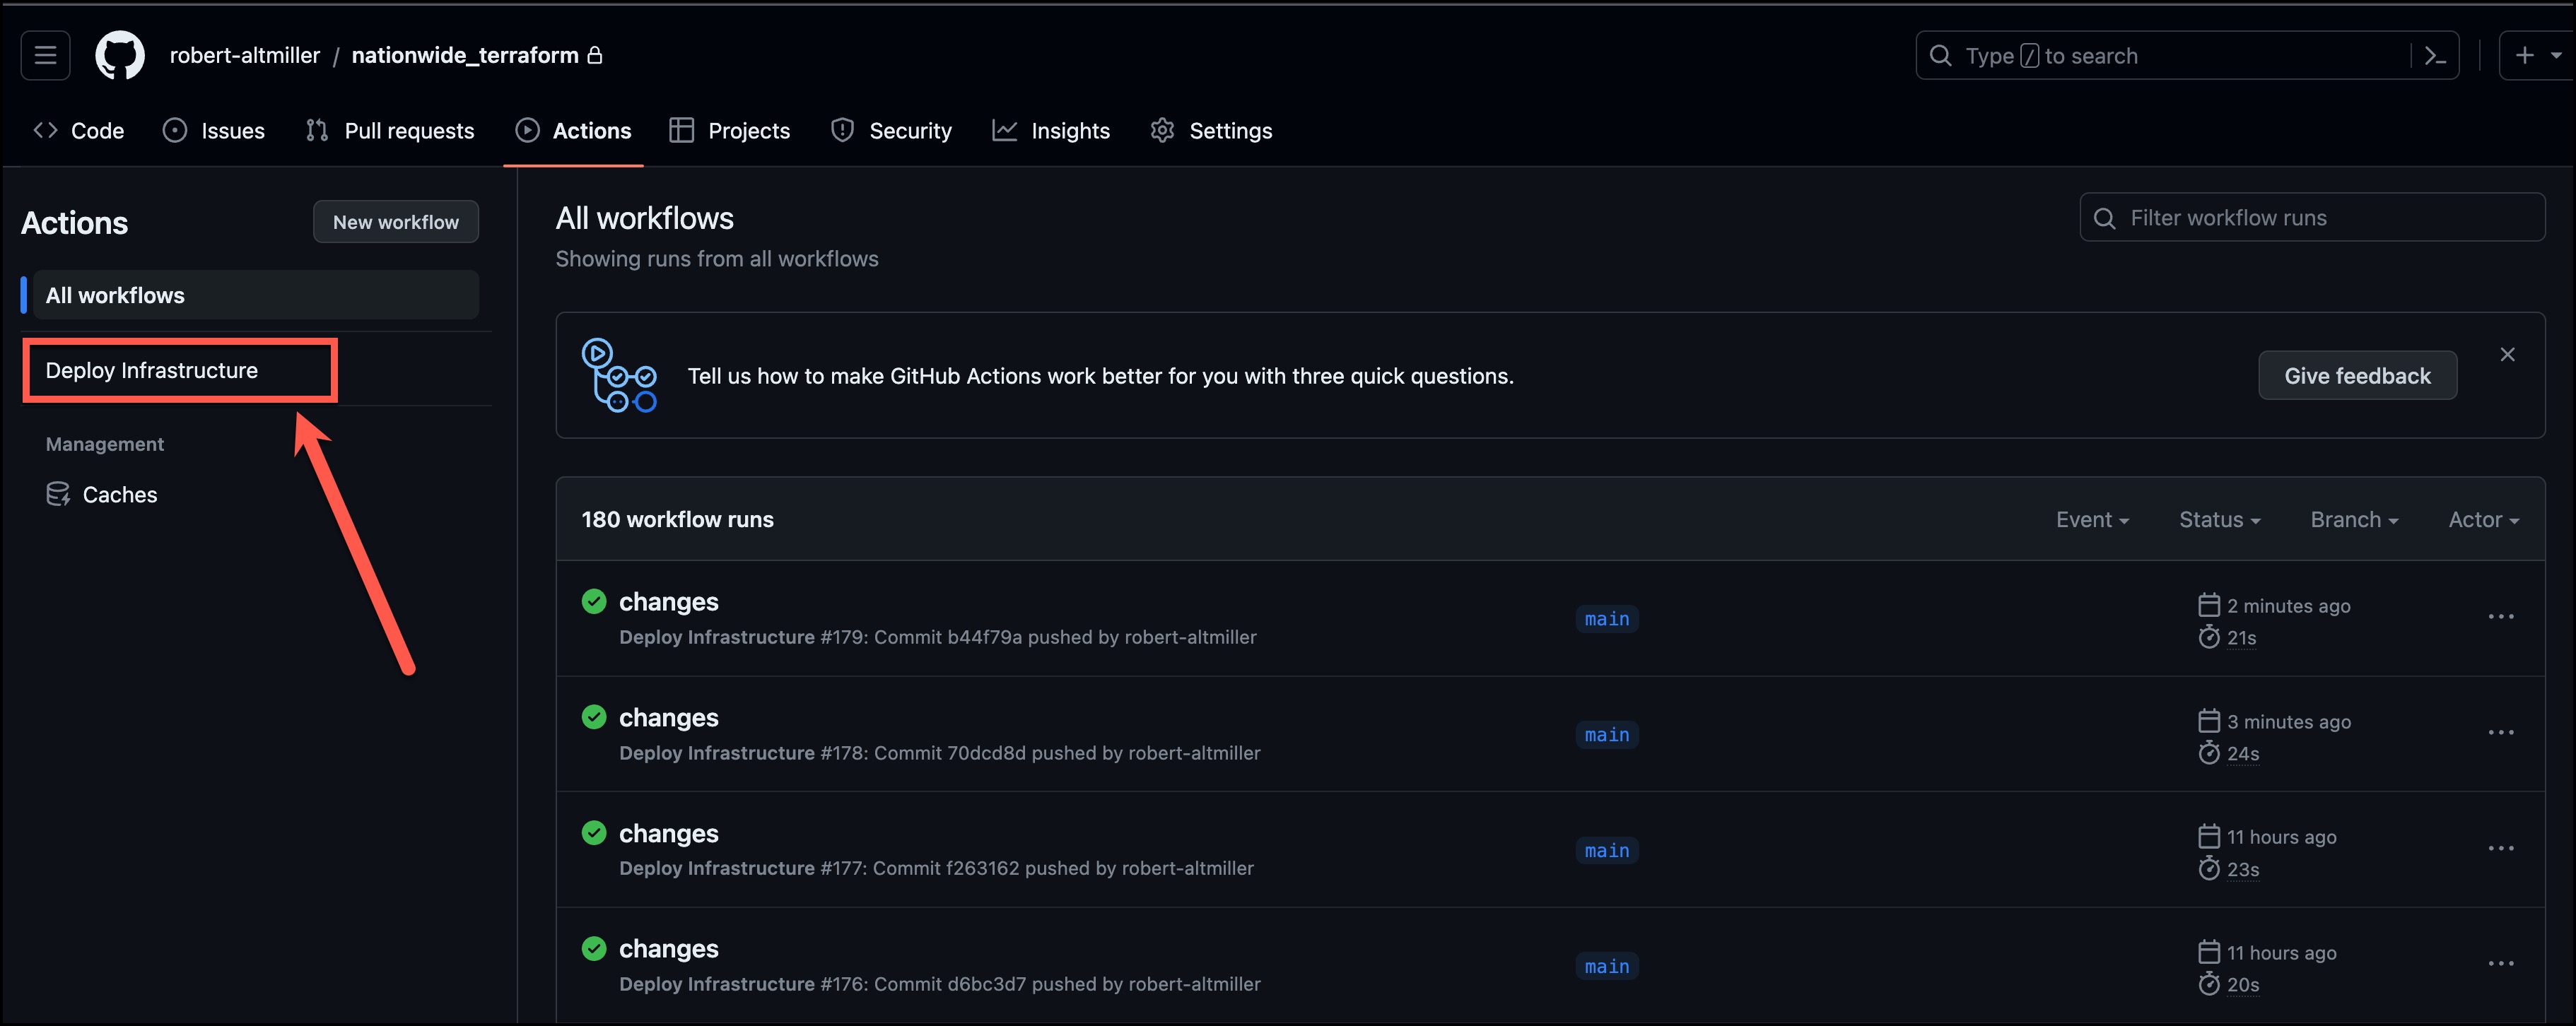 robert-altmiller / nationwide_terraform
Type / to search
Code Issues Pull requests Actions Projects Security Insights Settings
Actions
New workflow
All workflows
Deploy Infrastructure
Management
Caches
All workflows
Showing runs from all workflows
Filter workflow runs
Tell us how to make GitHub Actions work better for you with three quick questions.
Give feedback
180 workflow runs
Event Status Branch Actor
changes
Deploy Infrastructure #179: Commit b44f79a pushed by robert-altmiller
main
2 minutes ago
21s
changes
Deploy Infrastructure #178: Commit 70dcd8d pushed by robert-altmiller
main
3 minutes ago
24s
changes
Deploy Infrastructure #177: Commit f263162 pushed by robert-altmiller
main
11 hours ago
23s
changes
Deploy Infrastructure #176: Commit d6bc3d7 pushed by robert-altmiller
main
11 hours ago
20s